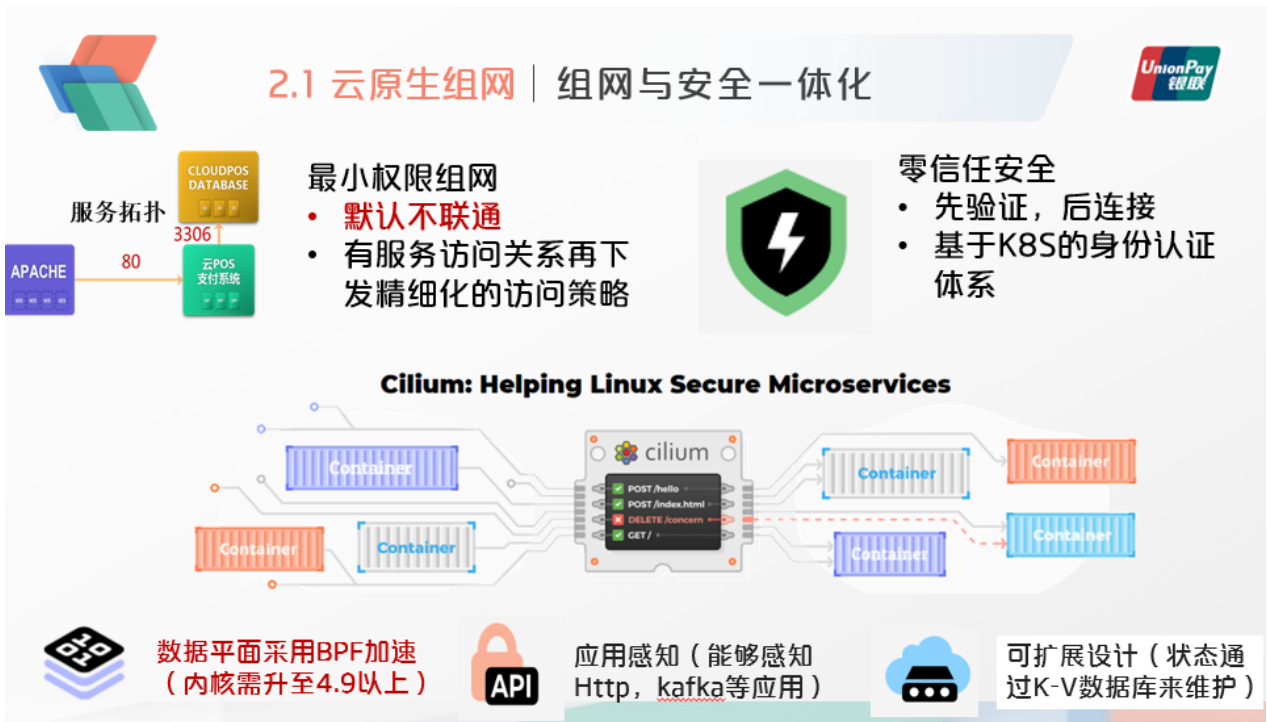 2.1 云原生组网｜组网与安全一体化
UnionPay
银联
CLOUDPOS
DATABASE
服务拓扑
3306
APACHE
80
云POS
支付系统
最小权限组网
• 默认不联通
• 有服务访问关系再下
发精细化的访问策略
零信任安全
• 先验证，后连接
• 基于K8S的身份认证
体系
Cilium: Helping Linux Secure Microservices
Container
Container
Container
cilium
POST /hello
POST /index.html
DELETE /concern
GET /
Container
Container
Container
Container
数据平面采用BPF加速
（内核需升至4.9以上）
API
应用感知（能够感知
Http，kafka等应用）
可扩展设计（状态通
过K-V数据库来维护）